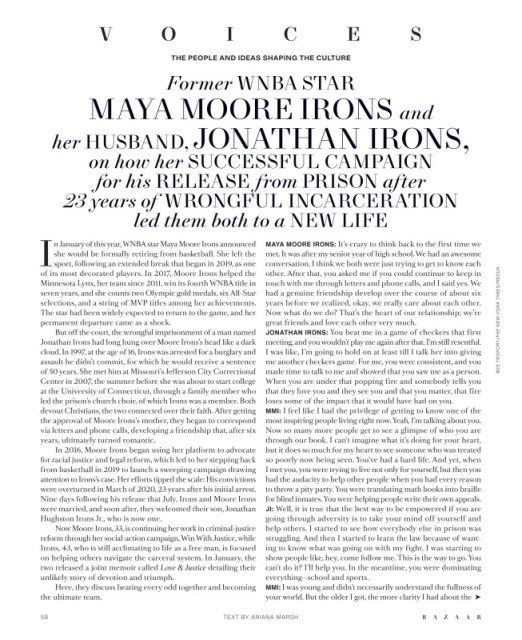 V O I C E S
THE PEOPLE AND IDEAS SHAPING THE CULTURE
Former WNBA STAR
MAYA MOORE IRONS and
her HUSBAND, JONATHAN IRONS,
on how her SUCCESSFUL CAMPAIGN
for his RELEASE from PRISON after
23 years of WRONGFUL INCARCERATION
led them both to a NEW LIFE
In January of this year, WNBA star Maya Moore Irons announced
she would be formally retiring from basketball. She left the
sport, following an extended break that began in 2019, as one
of its most decorated players. In 2017, Moore Irons helped the
Minnesota Lynx, her team since 2011, win its fourth WNBA title in
seven years, and she counts two Olympic gold medals, six All-Star
selections, and a string of MVP titles among her achievements.
The star had been widely expected to return to the game, and her
permanent departure came as a shock.
But off the court, the wrongful imprisonment of a man named
Jonathan Irons had long hung over Moore Irons's head like a dark
cloud. In 1997, at the age of 16, Irons was arrested for a burglary and
assault he didn't commit, for which he would receive a sentence
of 50 years. She met him at Missouri's Jefferson City Correctional
Center in 2007, the summer before she was about to start college
at the University of Connecticut, through a family member who
led the prison's church choir, of which Irons was a member. Both
devout Christians, the two connected over their faith. After getting
the approval of Moore Irons's mother, they began to correspond
via letters and phone calls, developing a friendship that, after six
years, ultimately turned romantic.
In 2016, Moore Irons began using her platform to advocate
for racial justice and legal reform, which led to her stepping back
from basketball in 2019 to launch a sweeping campaign drawing
attention to Irons's case. Her efforts tipped the scale: His convictions
were overturned in March of 2020, 23 years after his initial arrest.
Nine days following his release that July, Irons and Moore Irons
were married, and soon after, they welcomed their son, Jonathan
Hughston Irons Jr., who is now one.
Now Moore Irons, 33, is continuing her work in criminal-justice
reform through her social-action campaign, Win With Justice, while
Irons, 43, who is still acclimating to life as a free man, is focused
on helping others navigate the carceral system. In January, the
two released a joint memoir called Love & Justice detailing their
unlikely story of devotion and triumph.
Here, they discuss beating every odd together and becoming
the ultimate team.
MAYA MOORE IRONS: It's crazy to think back to the first time we
met. It was after my senior year of high school. We had an awesome
conversation. I think we both were just trying to get to know each
other. After that, you asked me if you could continue to keep in
touch with me through letters and phone calls, and I said yes. We
had a genuine friendship develop over the course of about six
years before we realized, okay, we really care about each other.
Now what do we do? That's the heart of our relationship; we're
great friends and love each other very much.
JONATHAN IRONS: You beat me in a game of checkers that first
meeting, and you wouldn't play me again after that. I'm still resentful.
I was like, I'm going to hold on at least till I talk her into giving
me another checkers game. For me, you were consistent, and you
made time to talk to me and showed that you saw me as a person.
When you are under that popping fire and somebody tells you
that they love you and they see you and that you matter, that fire
loses some of the impact that it would have had on you.
MMI: I feel like I had the privilege of getting to know one of the
most inspiring people living right now. Yeah, I'm talking about you.
Now so many more people get to see a glimpse of who you are
through our book. I can't imagine what it's doing for your heart,
but it does so much for my heart to see someone who was treated
so poorly now being seen. You've had a hard life. And yet, when
I met you, you were trying to live not only for yourself, but then you
had the audacity to help other people when you had every reason
to throw a pity party. You were translating math books into braille
for blind inmates. You were helping people write their own appeals.
JI: Well, it is true that the best way to be empowered if you are
going through adversity is to take your mind off yourself and
help others. I started to see how everybody else in prison was
struggling. And then I started to learn the law because of want-
ing to know what was going on with my fight. I was starting to
show people like, hey, come follow me. This is the way to go. You
can't do it? I'll help you. In the meantime, you were dominating
everything—school and sports.
MMI: I was young and didn't necessarily understand the fullness of
your world. But the older I got, the more clarity I had about the ➤
58
TEXT BY ARIANA MARSH
BAZAAR